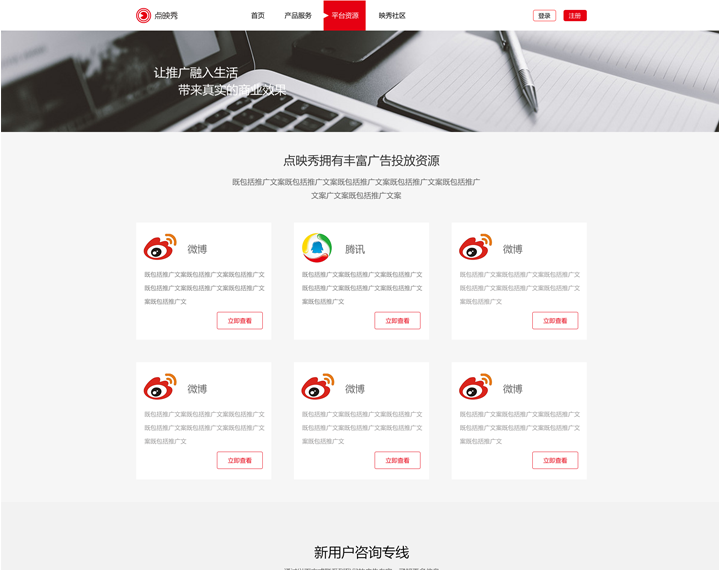 点映秀
首页 产品服务 平台资源 映秀社区
登录 注册
让推广融入生活
带来真实的商业效果
点映秀拥有丰富广告投放资源
既包括推广文案既包括推广文案既包括推广文案既包括推广文案既包括推广
文案广文案既包括推广文案
微博
既包括推广文案既包括推广文案既包括推广文
既包括推广文案既包括推广文案既包括推广文
案既包括推广文
立即查看
腾讯
既包括推广文案既包括推广文案既包括推广文
既包括推广文案既包括推广文案既包括推广文
案既包括推广文
立即查看
微博
既包括推广文案既包括推广文案既包括推广文
既包括推广文案既包括推广文案既包括推广文
案既包括推广文
立即查看
微博
既包括推广文案既包括推广文案既包括推广文
既包括推广文案既包括推广文案既包括推广文
案既包括推广文
立即查看
微博
既包括推广文案既包括推广文案既包括推广文
既包括推广文案既包括推广文案既包括推广文
案既包括推广文
立即查看
微博
既包括推广文案既包括推广文案既包括推广文
既包括推广文案既包括推广文案既包括推广文
案既包括推广文
立即查看
新用户咨询专线